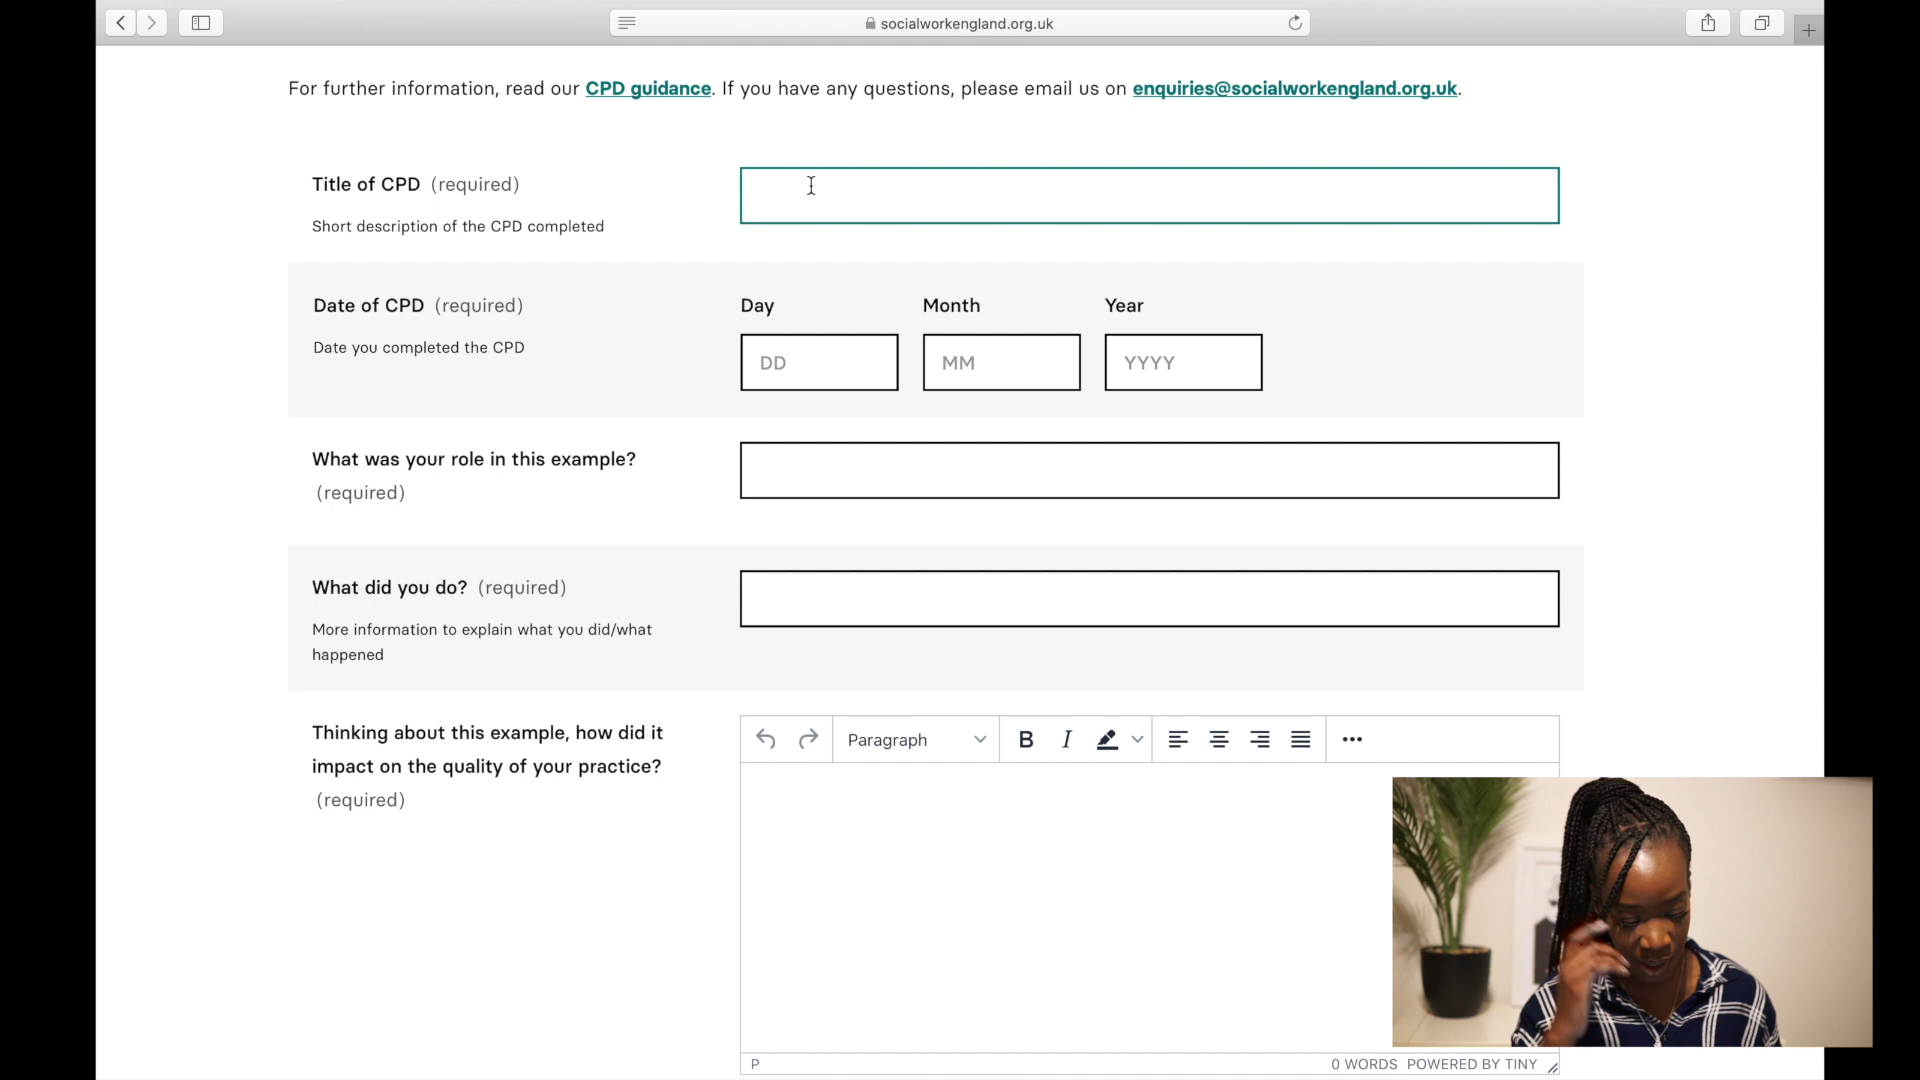 socialworkengland.org.uk
For further information, read our CPD guidance. If you have any questions, please email us on enquiries@socialworkengland.org.uk.
Title of CPD (required)
Short description of the CPD completed
Date of CPD (required)
Date you completed the CPD
Day Month Year
DD MM YYYY
What was your role in this example?
(required)
What did you do? (required)
More information to explain what you did/what
happened
Thinking about this example, how did it
impact on the quality of your practice?
(required)
Paragraph B I
P 0 WORDS POWERED BY TINY